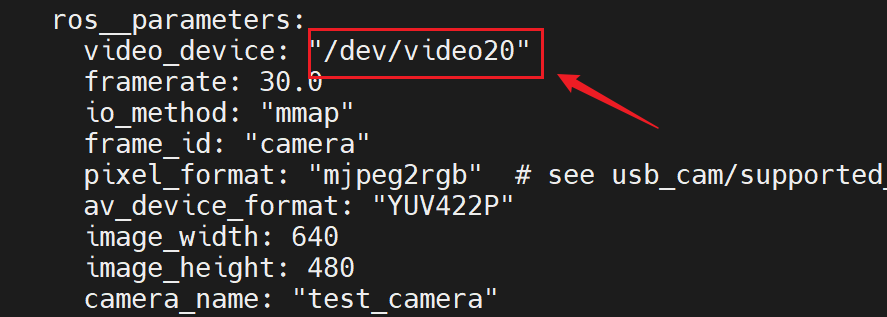 ros__parameters:
video_device: "/dev/video20"
framerate: 30.0
io_method: "mmap"
frame_id: "camera"
pixel_format: "mjpeg2rgb"  # see usb_cam/supported_
av_device_format: "YUV422P"
image_width: 640
image_height: 480
camera_name: "test_camera"